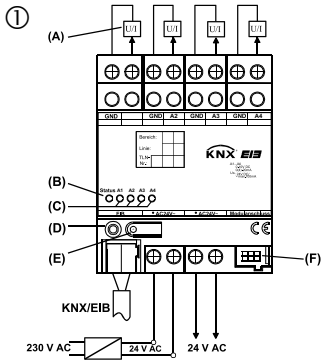 ①
(A) U/I U/I U/I U/I
GND GND A2 GND A3 GND A4
Bereich:
Linie:
TLN-
Nr.:
KNX EIB
(B)
Status A1 A2 A3 A4
(C)
EIB *AC24V~ *AC24V~ Modulanschluss
(D)
CE
(E)
(F)
KNX/EIB
230 V AC 24 V AC 24 V AC